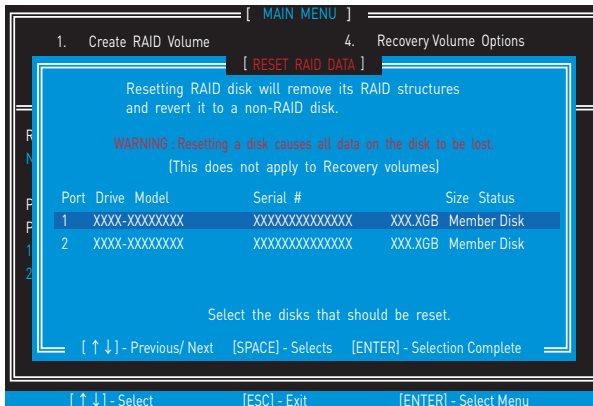 [ MAIN MENU ]
1. Create RAID Volume 4. Recovery Volume Options
[ RESET RAID DATA ]
Resetting RAID disk will remove its RAID structures
and revert it to a non-RAID disk.
WARNING : Resetting a disk causes all data on the disk to be lost.
(This does not apply to Recovery volumes)
Port Drive Model Serial # Size Status
1 XXXX-XXXXXXXX XXXXXXXXXXXXXX XXX.XGB Member Disk
2 XXXX-XXXXXXXX XXXXXXXXXXXXXX XXX.XGB Member Disk
Select the disks that should be reset.
[ ↑↓ ] - Previous/ Next [SPACE] - Selects [ENTER] - Selection Complete
[ ↑↓ ] - Select [ESC] - Exit [ENTER] - Select Menu